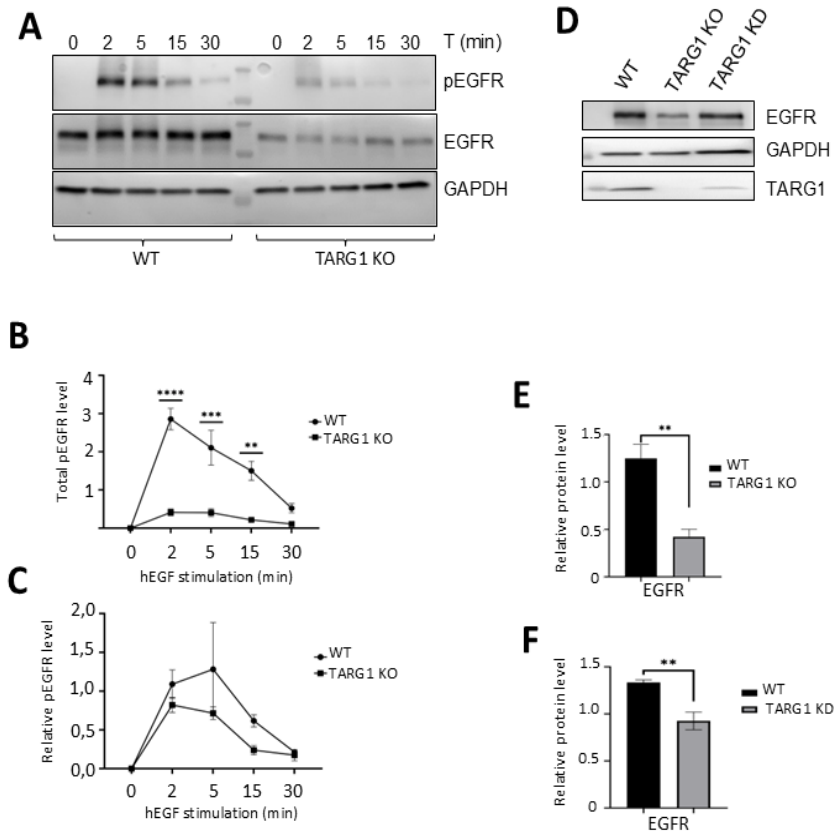 A
0 2 5 15 30 0 2 5 15 30 T (min)
pEGFR
EGFR
GAPDH
WT TARG1 KO
B
Total pEGFR level
4
3
2
1
**** *** **
WT
TARG1 KO
0 2 5 15 30
hEGF stimulation (min)
C
Relative pEGFR level
2,0
1,5
1,0
0,5
0,0
WT
TARG1 KO
0 2 5 15 30
hEGF stimulation (min)
D
WT TARG1 KO TARG1 KD
EGFR
GAPDH
TARG1
E
Relative protein level
1.5
1.0
0.5
0
**
WT
TARG1 KO
EGFR
F
Relative protein level
1.5
1.0
0.5
0
**
WT
TARG1 KD
EGFR